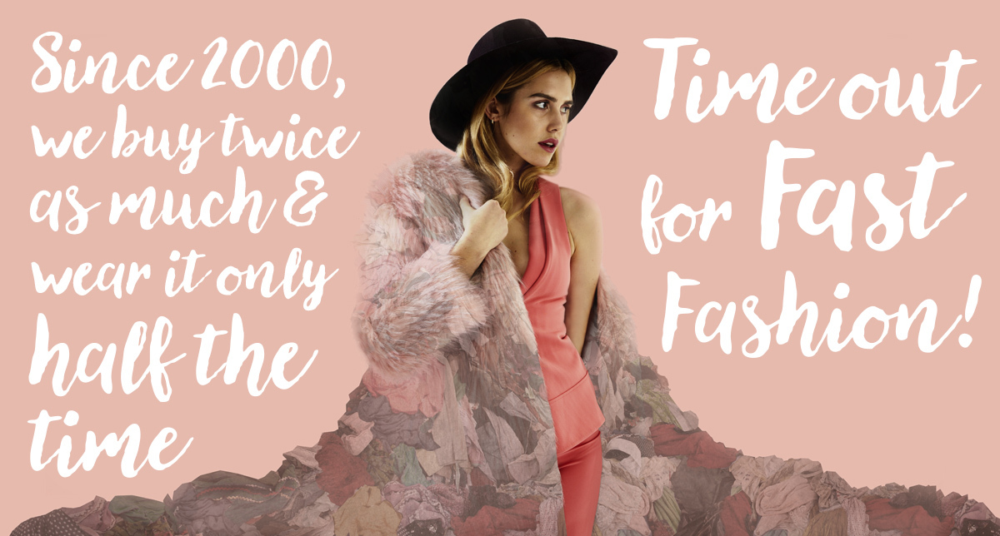 Since 2000,
we buy twice
as much &
wear it only
half the
time
Time out
for Fast
Fashion!